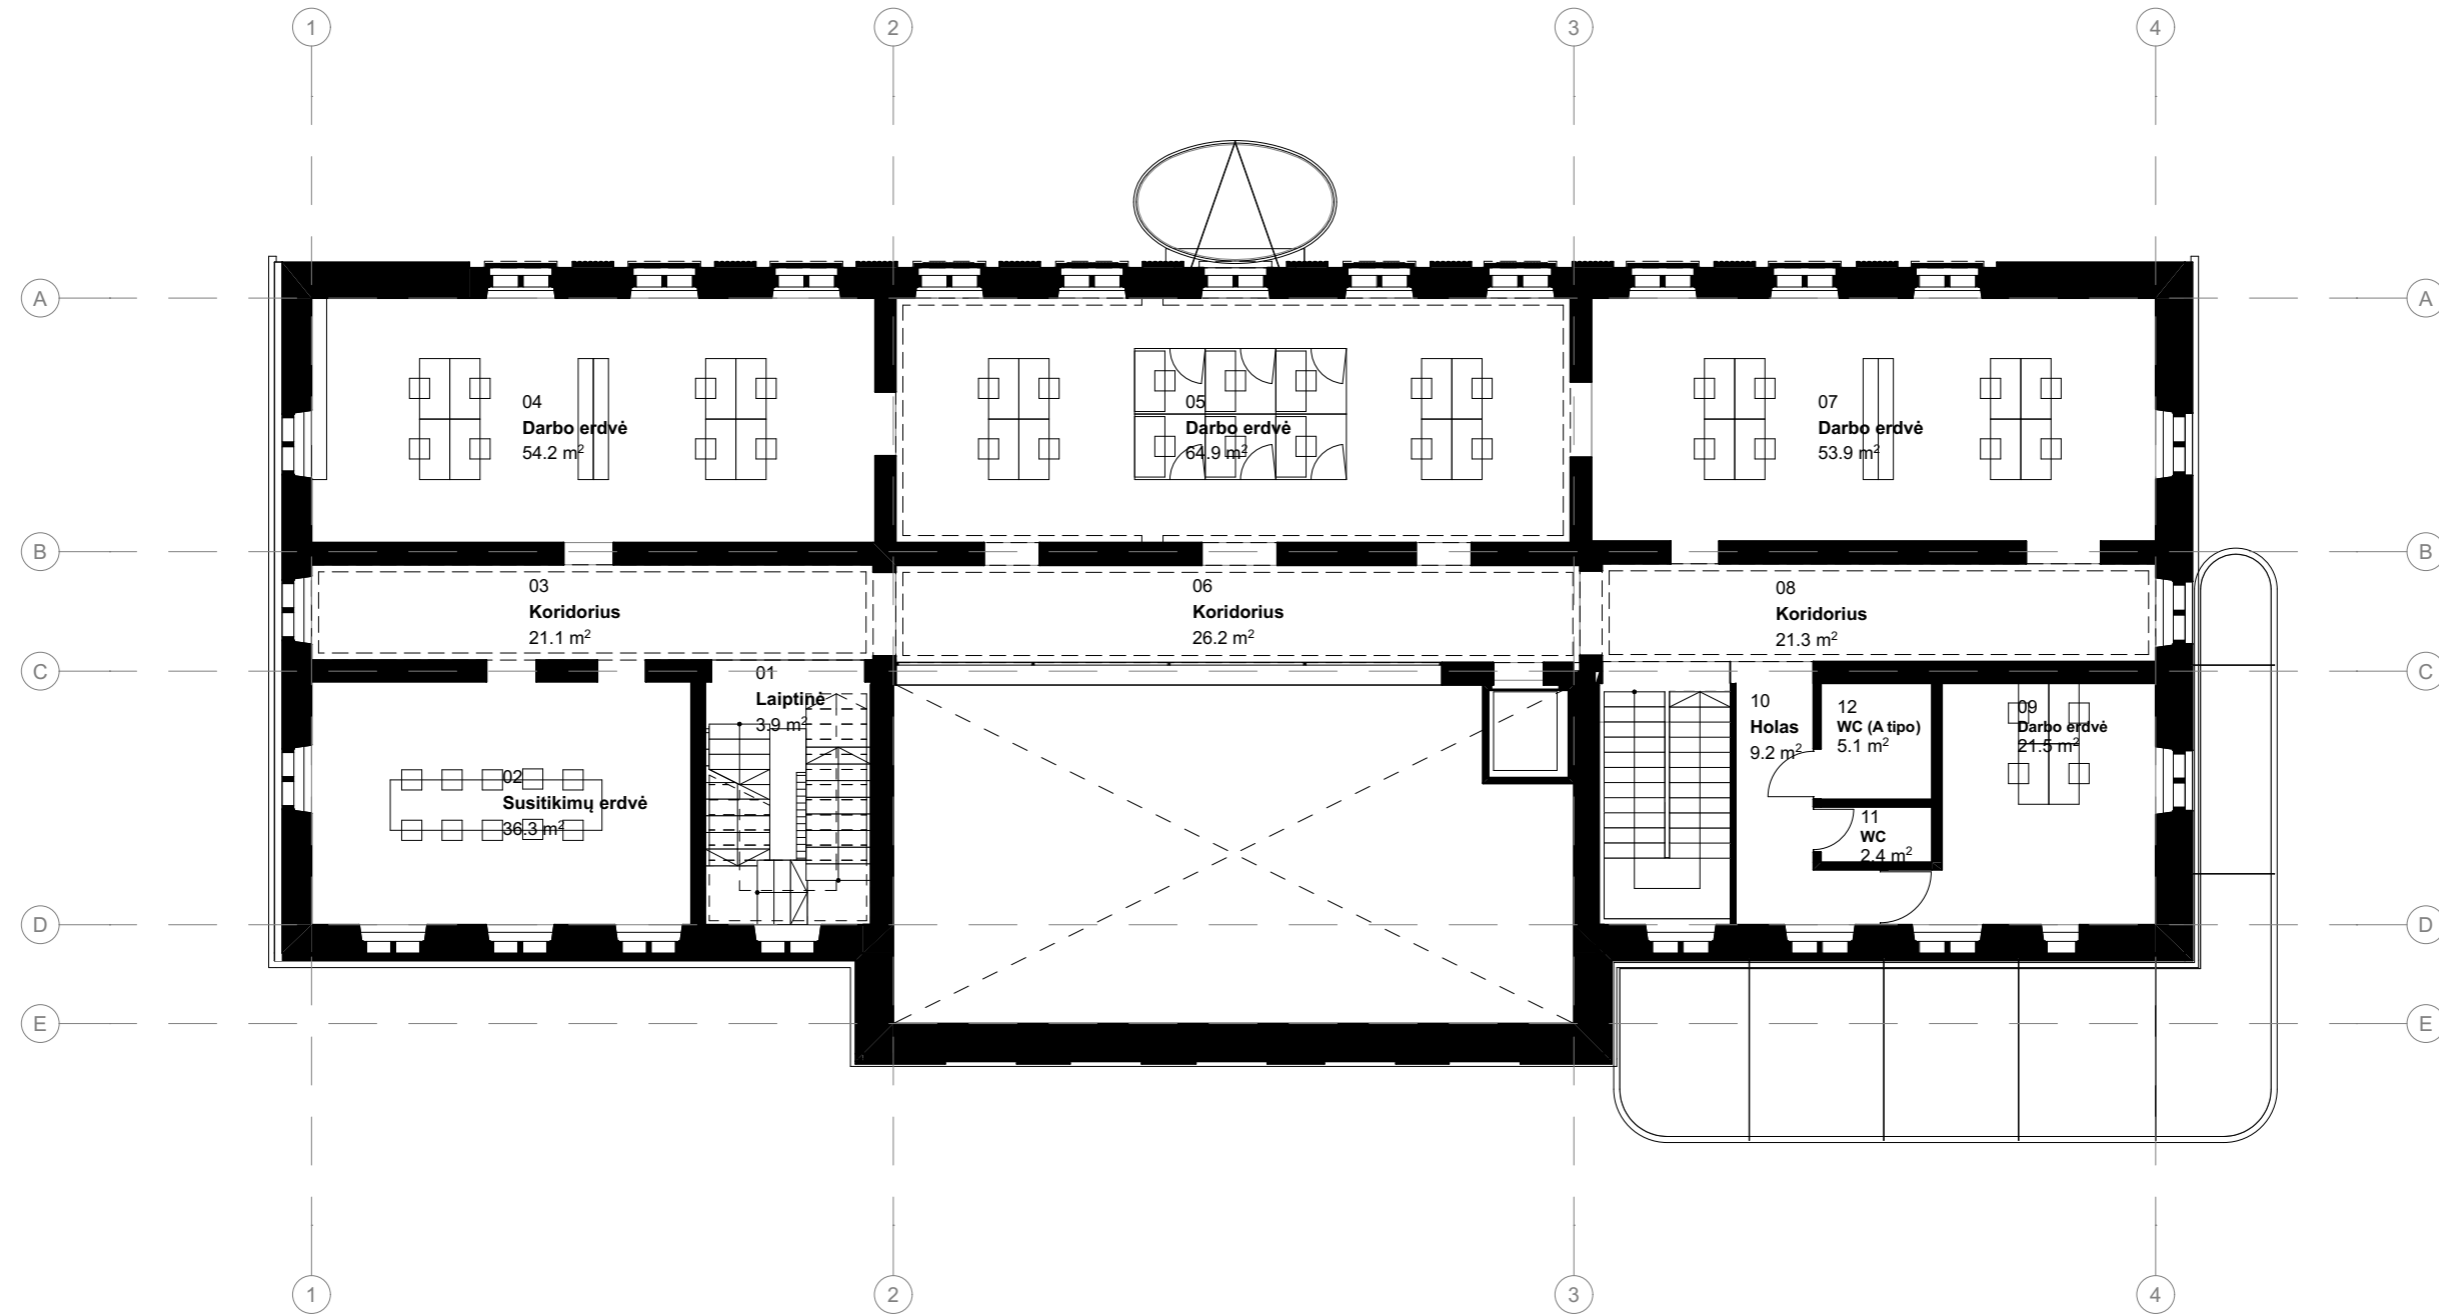 1
2
3
4
A
A
04
Darbo erdvė
54.2 m²
05
Darbo erdvė
64.9 m²
07
Darbo erdvė
53.9 m²
B
B
03
Koridorius
21.1 m²
06
Koridorius
26.2 m²
08
Koridorius
21.3 m²
C
C
01
Laiptinė
3.9 m²
10
Holas
9.2 m²
12
WC (A tipo)
5.1 m²
09
Darbo erdvė
21.5 m²
02
Susitikimų erdvė
36.3 m²
11
WC
2.4 m²
D
D
E
E
1
2
3
4